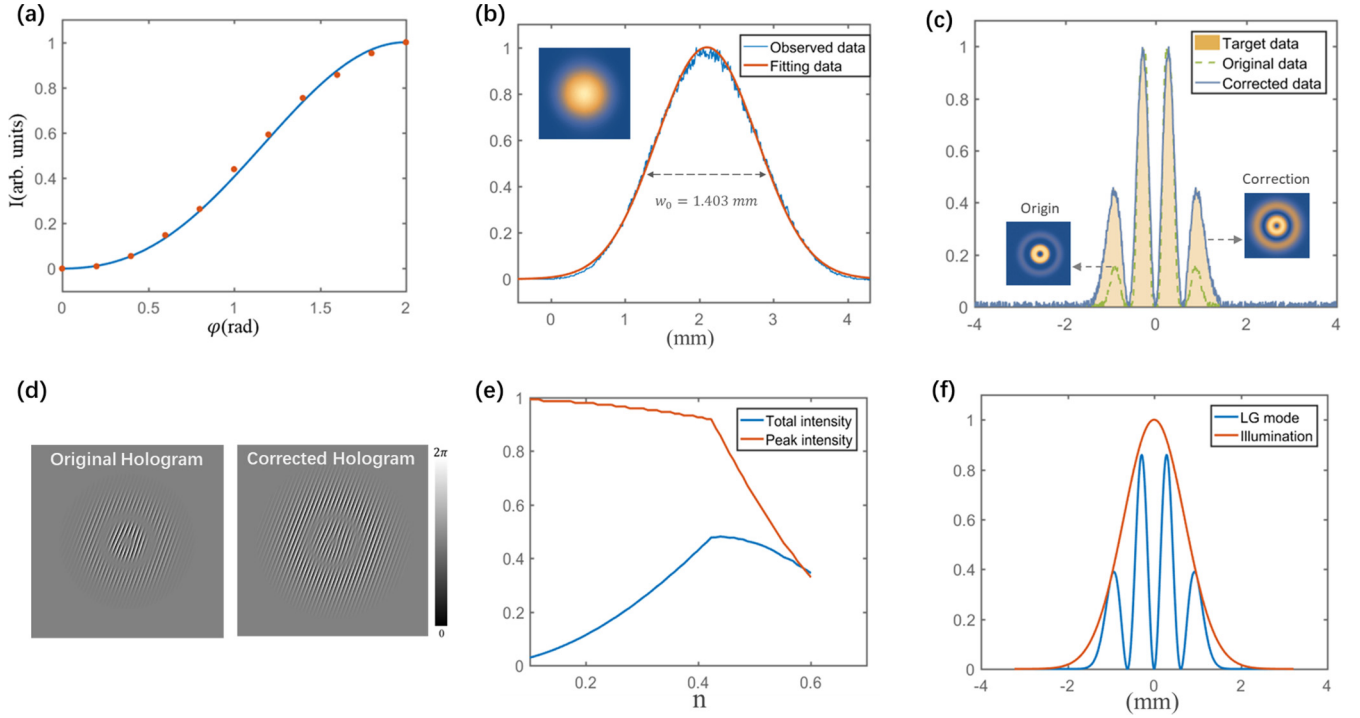 (a)
1
0.8
0.6
0.4
0.2
0
I(arb. units)
0 0.5 1 1.5 2
φ(rad)
(b)
1
0.8
0.6
0.4
0.2
0
Observed data
Fitting data
w₀ = 1.403 mm
0 1 2 3 4
(mm)
(c)
1
0.8
0.6
0.4
0.2
0
Target data
Original data
Corrected data
Origin
Correction
-4 -2 0 2 4
(d)
Original Hologram
Corrected Hologram
2π
0
(e)
1
0.8
0.6
0.4
0.2
0
Total intensity
Peak intensity
0.2 0.4 0.6
n
(f)
1
0.8
0.6
0.4
0.2
0
LG mode
Illumination
-4 -2 0 2 4
(mm)